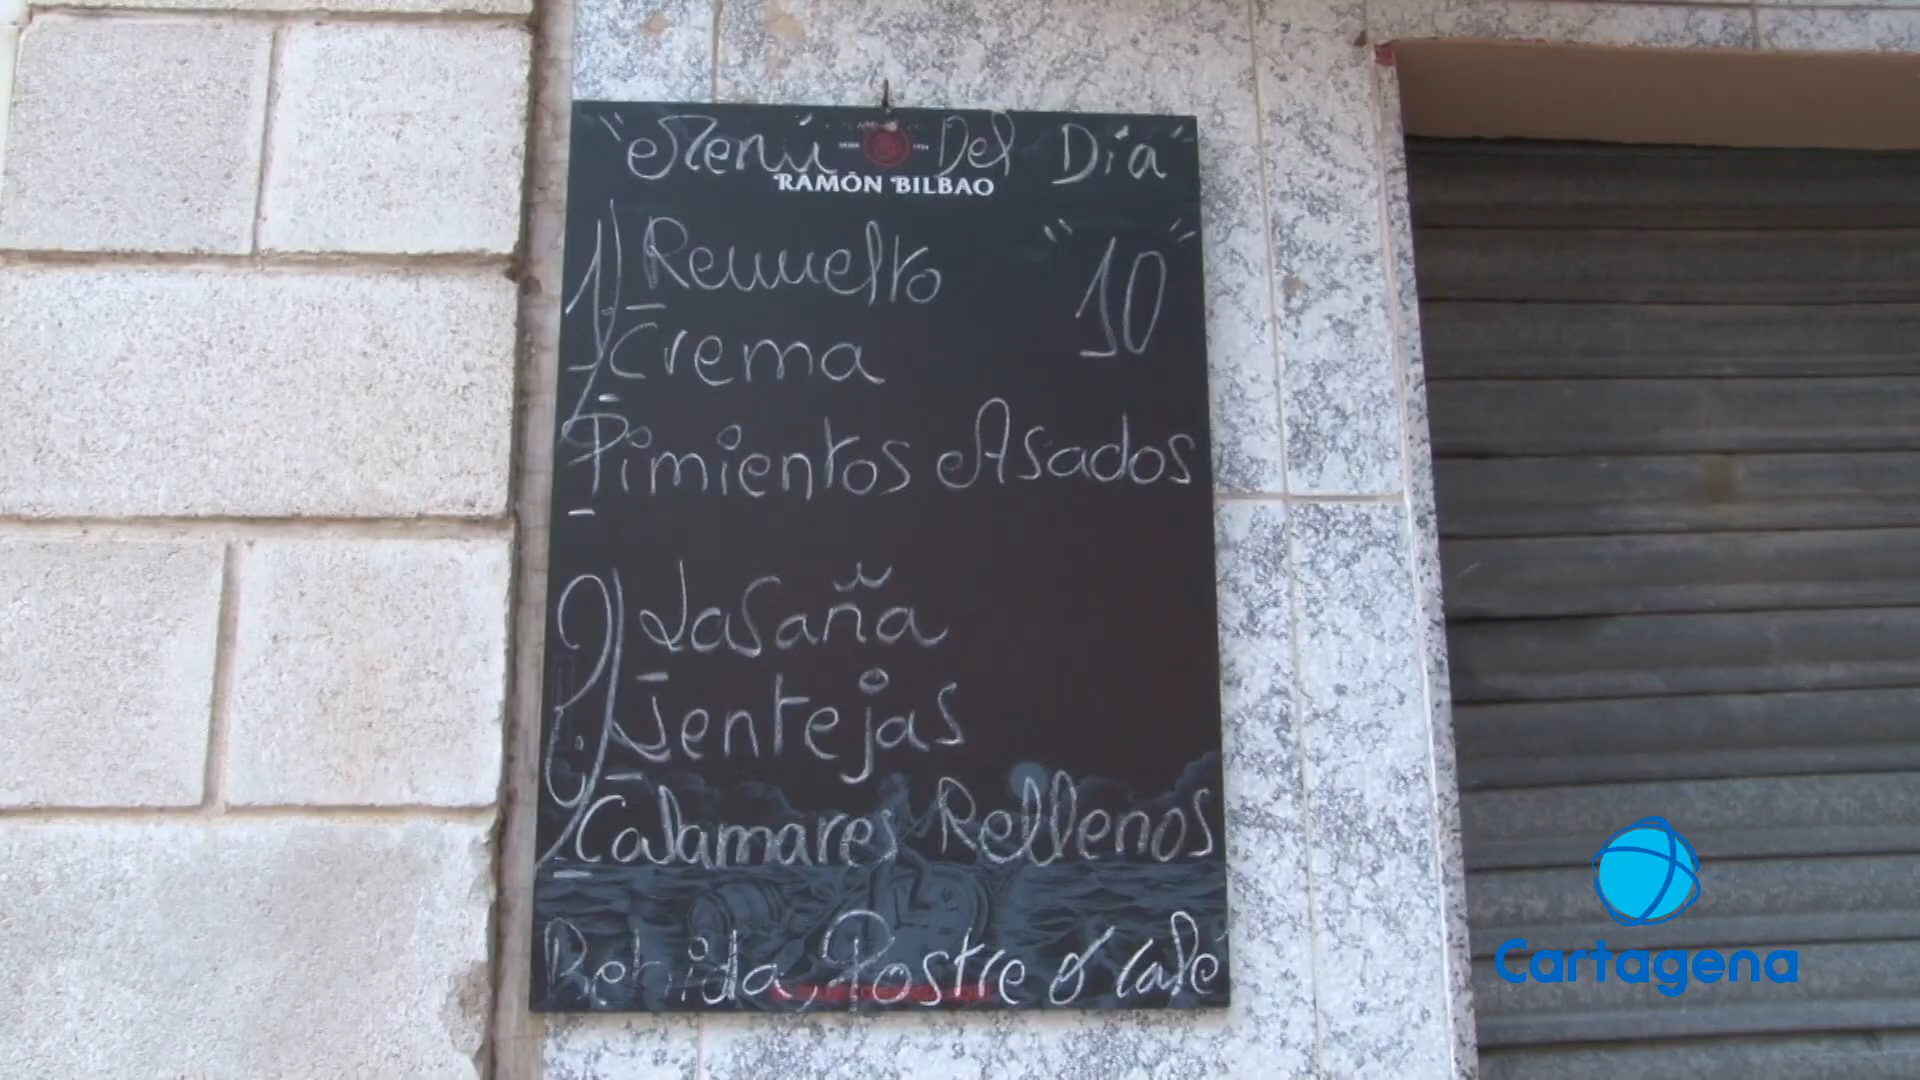 "Menú Del Día"
RAMÓN BILBAO
1) Revuelto "10"
Crema
Pimientos Asados
2) Lasaña
Lentejas
Calamares Rellenos
Bebida, Postre o café
Cartagena